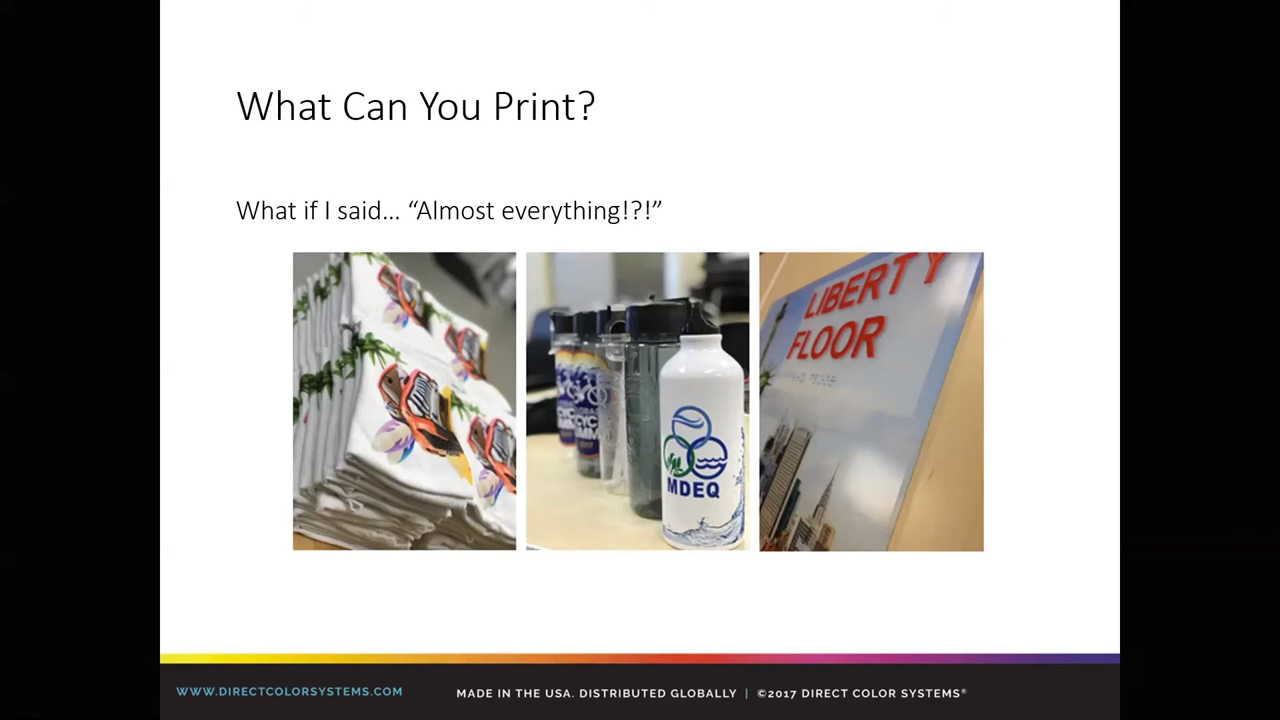 What Can You Print?
What if I said... “Almost everything!?!”
LIBERTY
FLOOR
MDEQ
WWW.DIRECTCOLORSYSTEMS.COM
MADE IN THE USA. DISTRIBUTED GLOBALLY | ©2017 DIRECT COLOR SYSTEMS®